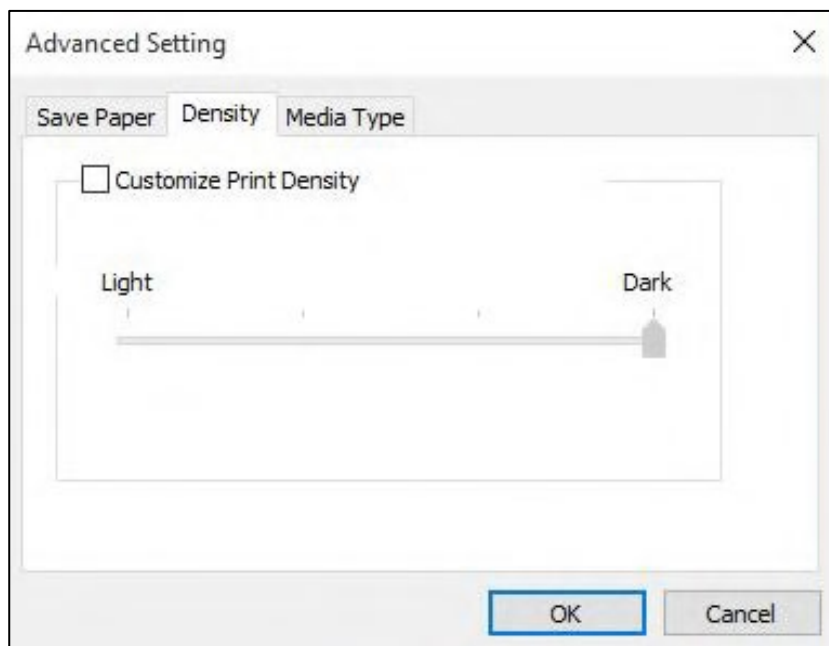 Advanced Setting
Save Paper Density Media Type
Customize Print Density
Light Dark
OK Cancel